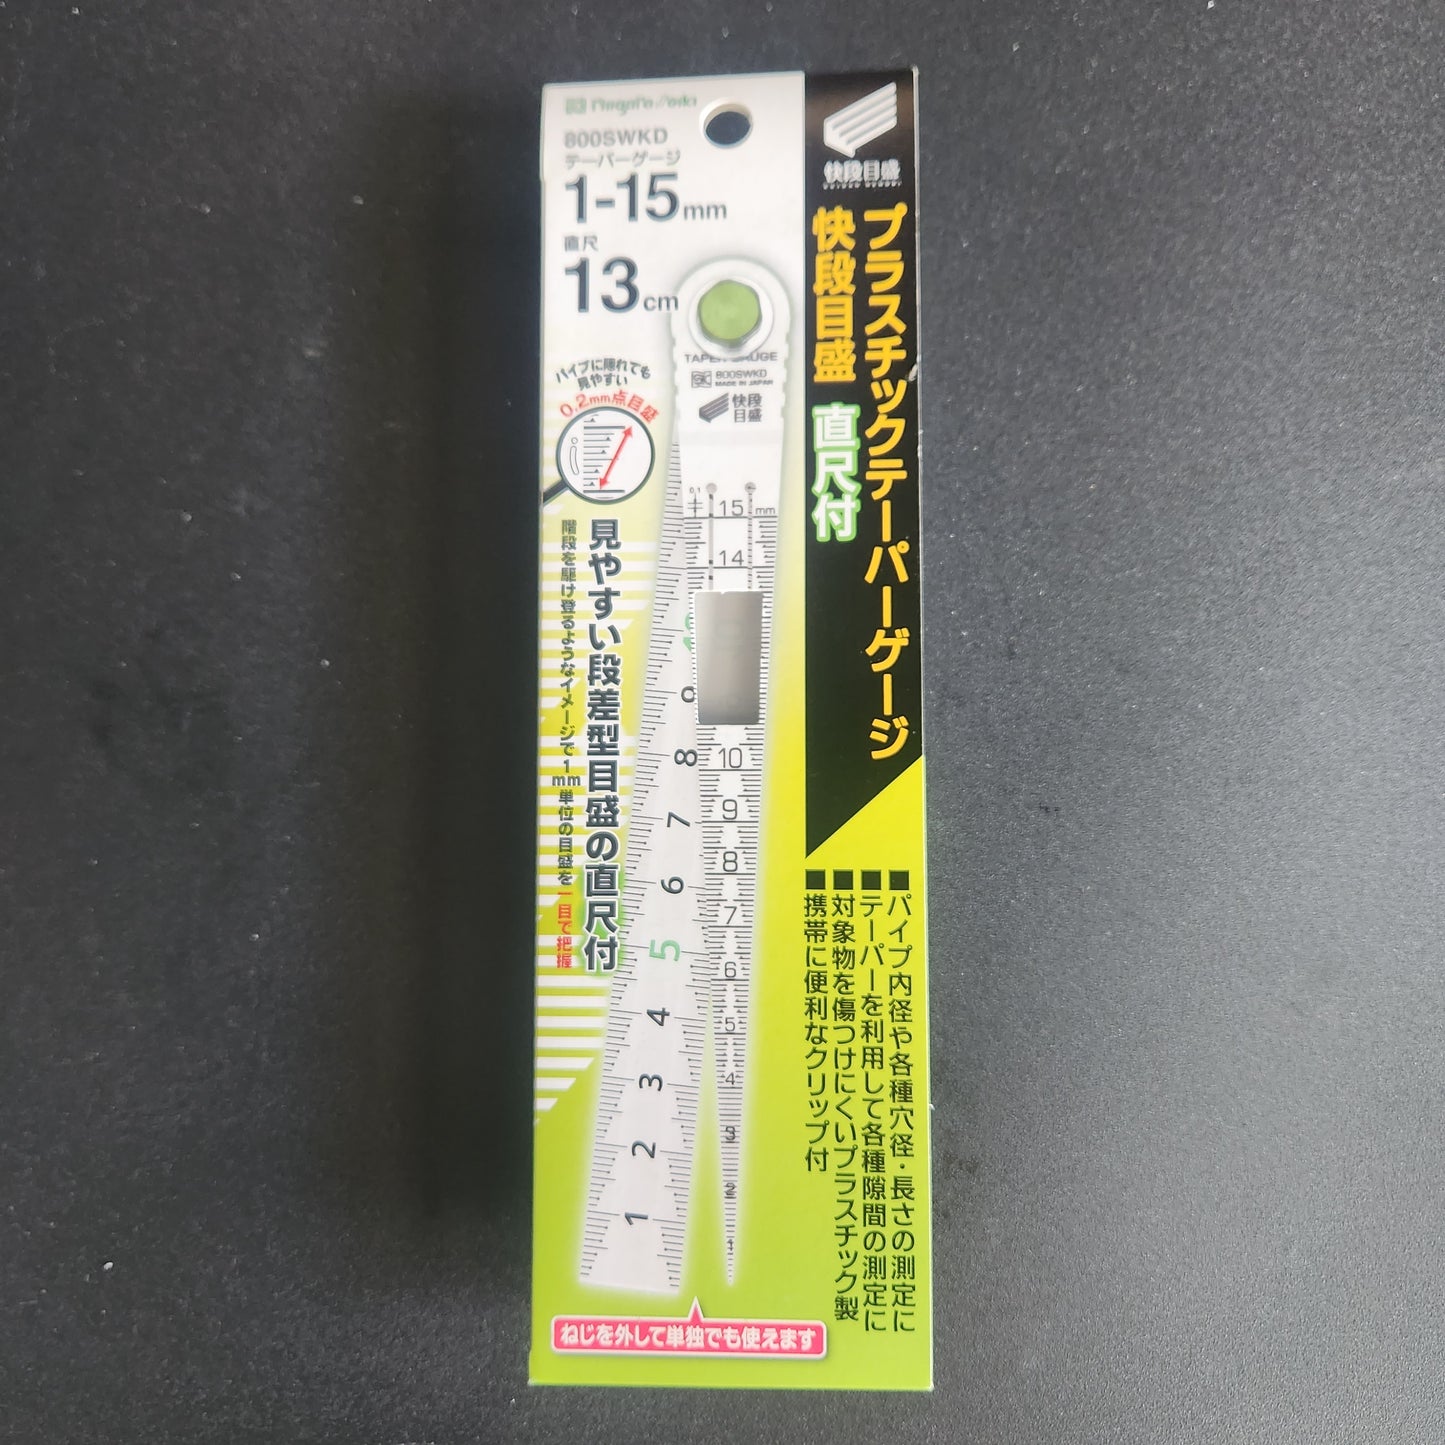 800SWKD
テーパーゲージ
1-15mm
直尺
13cm
快段目盛
プラスチックテーパーゲージ
快段目盛 直尺付
パイプに隠れても
見やすい
0.2mm点目盛
TAPER GAUGE
800SWKD
MADE IN JAPAN
快段
目盛
0.1
15 mm
14
10
9
8
7
6
5
4
3
2
1
10
9
8
7
6
5
4
3
2
1
見やすい段差型目盛の直尺付
階段を駆け登るようなイメージで1mm単位の目盛を一目で把握
■パイプ内径や各種穴径・長さの測定に
■テーパーを利用して各種隙間の測定に
■対象物を傷つけにくいプラスチック製
■携帯に便利なクリップ付
ねじを外して単独でも使えます